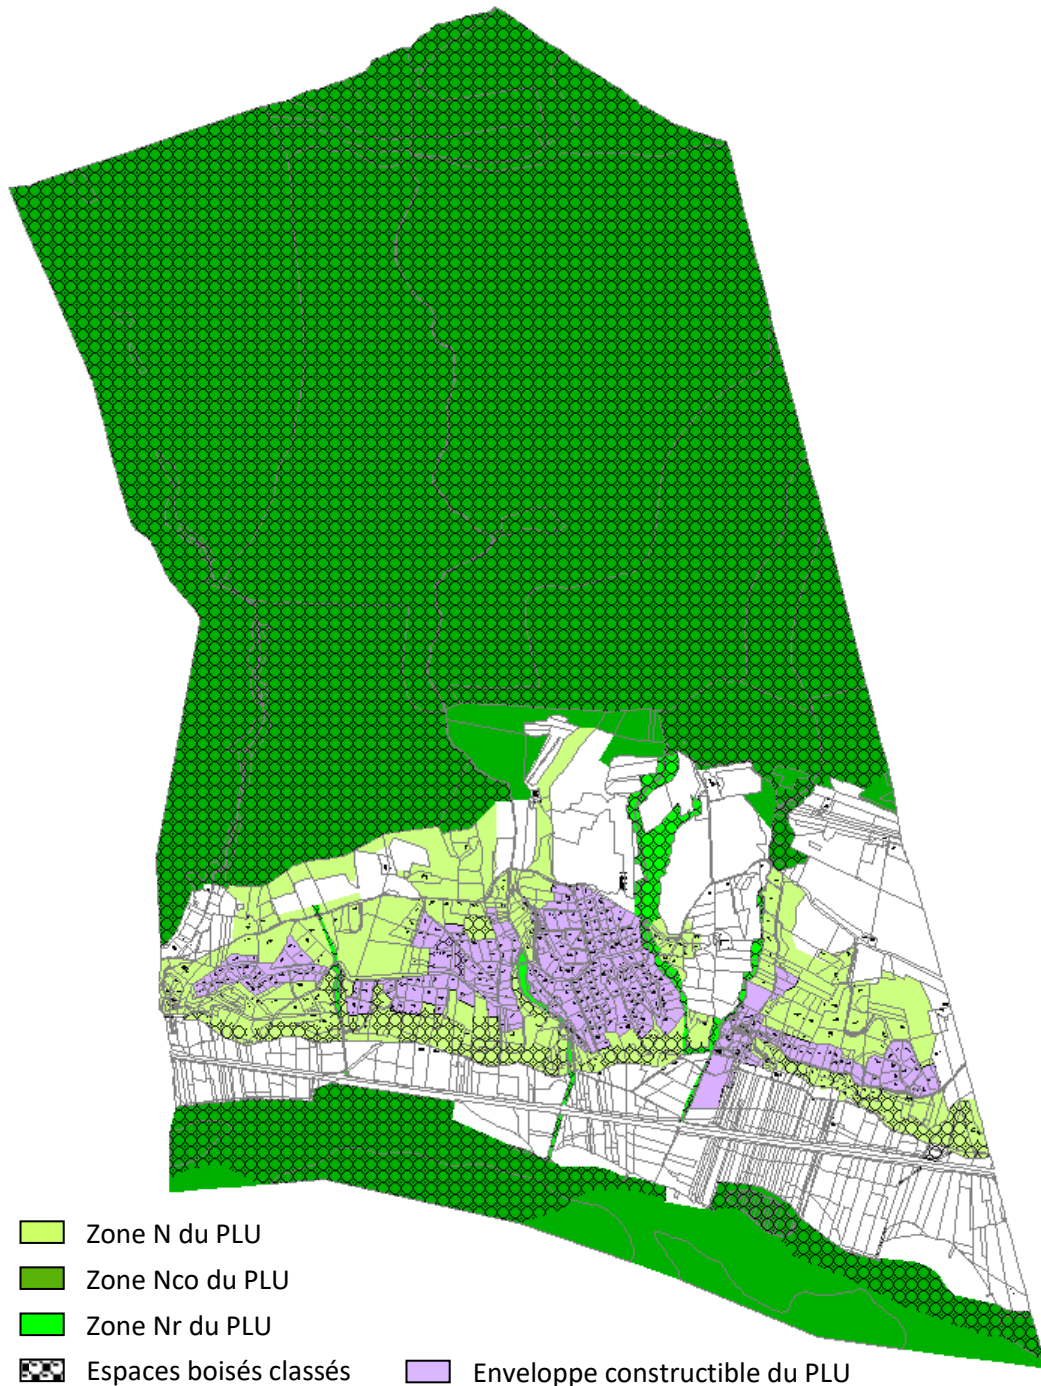 Zone N du PLU
Zone Nco du PLU
Zone Nr du PLU
Espaces boisés classés
Enveloppe constructible du PLU